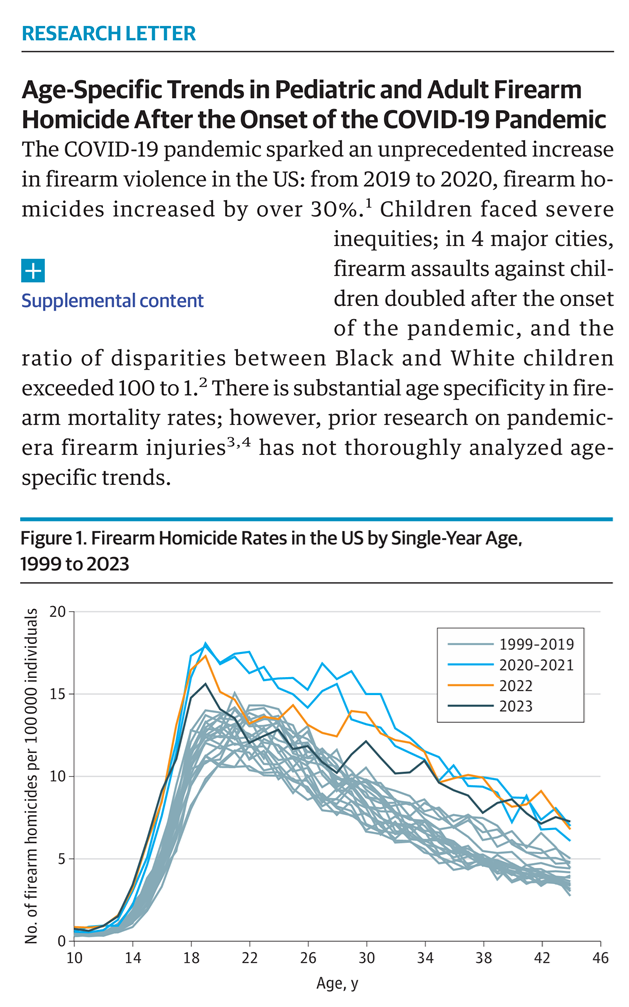 RESEARCH LETTER
Age-Specific Trends in Pediatric and Adult Firearm
Homicide After the Onset of the COVID-19 Pandemic
The COVID-19 pandemic sparked an unprecedented increase
in firearm violence in the US: from 2019 to 2020, firearm ho-
micides increased by over 30%.1 Children faced severe
inequities; in 4 major cities,
firearm assaults against chil-
dren doubled after the onset
of the pandemic, and the
Supplemental content
ratio of disparities between Black and White children
exceeded 100 to 1.2 There is substantial age specificity in fire-
arm mortality rates; however, prior research on pandemic-
era firearm injuries3,4 has not thoroughly analyzed age-
specific trends.
Figure 1. Firearm Homicide Rates in the US by Single-Year Age,
1999 to 2023
No. of firearm homicides per 100 000 individuals
20
15
10
5
0
1999-2019
2020-2021
2022
2023
10 14 18 22 26 30 34 38 42 46
Age, y